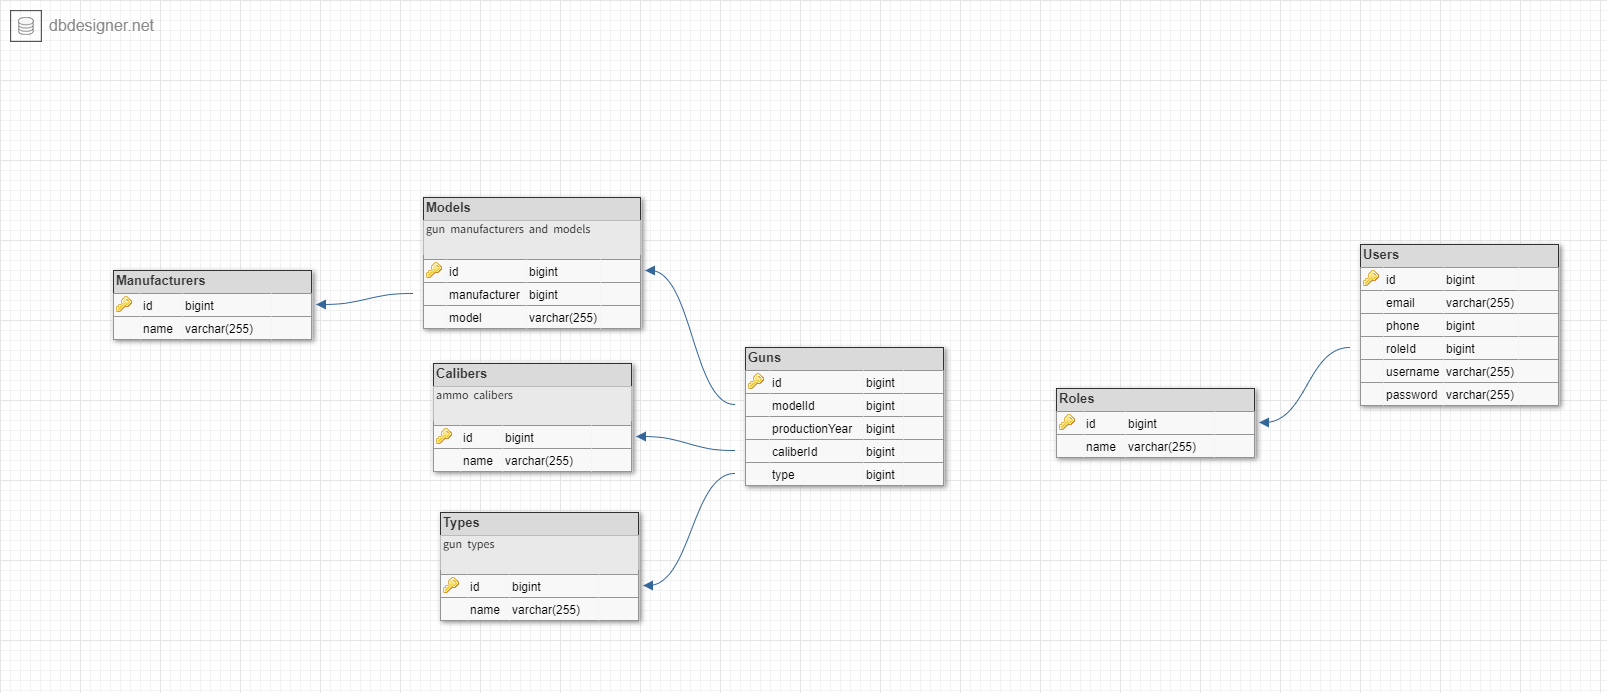 dbdesigner.net
Manufacturers
id bigint
name varchar(255)
Models
gun manufacturers and models
id bigint
manufacturer bigint
model varchar(255)
Calibers
ammo calibers
id bigint
name varchar(255)
Types
gun types
id bigint
name varchar(255)
Guns
id bigint
modelId bigint
productionYear bigint
caliberId bigint
type bigint
Roles
id bigint
name varchar(255)
Users
id bigint
email varchar(255)
phone bigint
roleId bigint
username varchar(255)
password varchar(255)